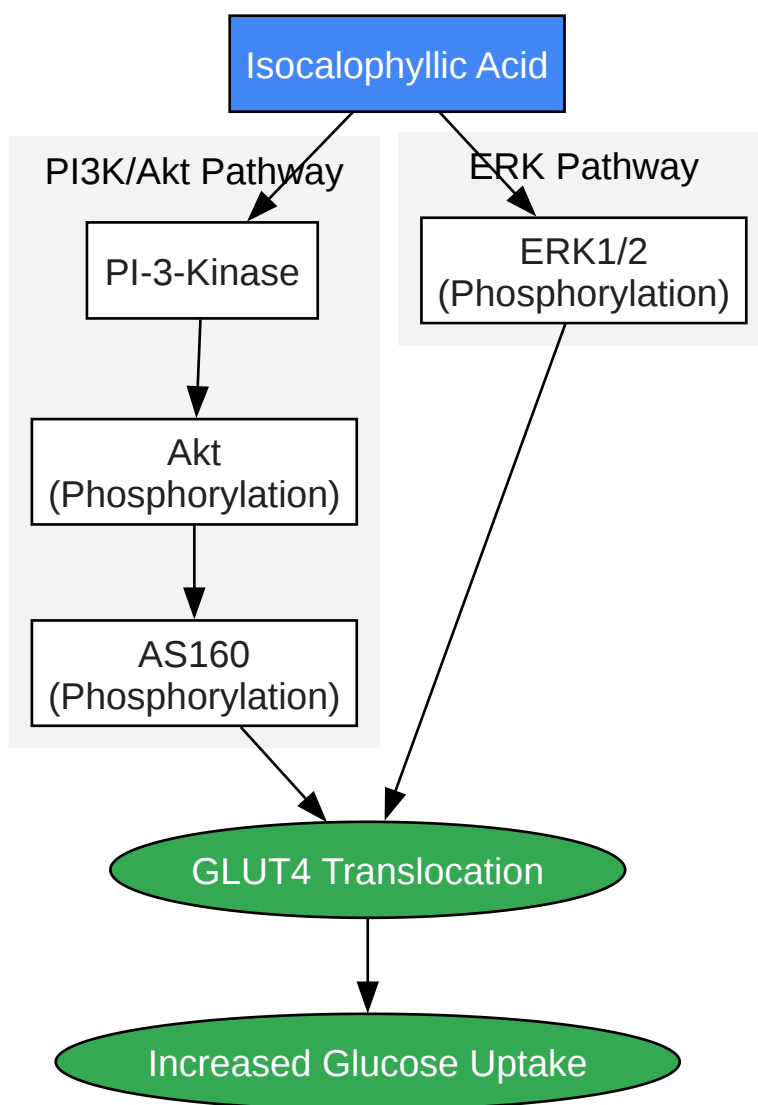 Isocalophyllic Acid
PI3K/Akt Pathway
ERK Pathway
PI-3-Kinase
ERK1/2
(Phosphorylation)
Akt
(Phosphorylation)
AS160
(Phosphorylation)
GLUT4 Translocation
Increased Glucose Uptake